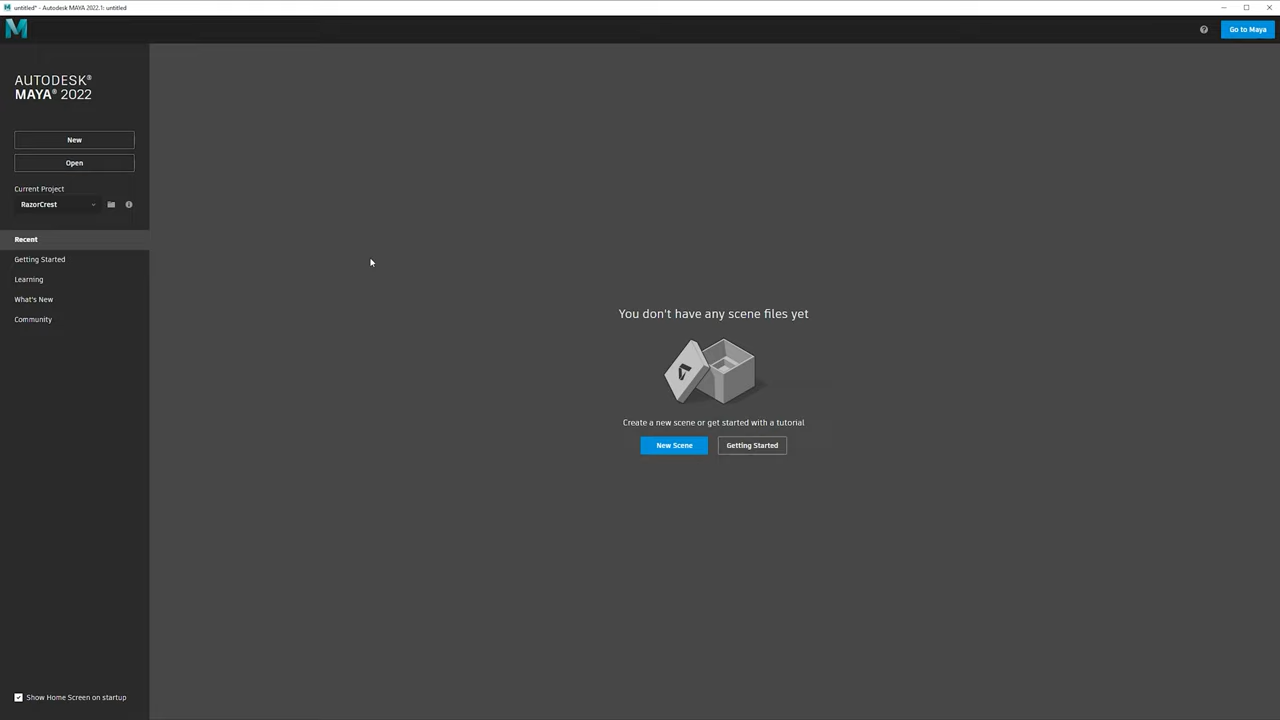 untitled* - Autodesk MAYA 2022.1: untitled
Go to Maya
AUTODESK®
MAYA® 2022
New
Open
Current Project
RazorCrest
Recent
Getting Started
Learning
What's New
Community
You don't have any scene files yet
Create a new scene or get started with a tutorial
New Scene
Getting Started
Show Home Screen on startup